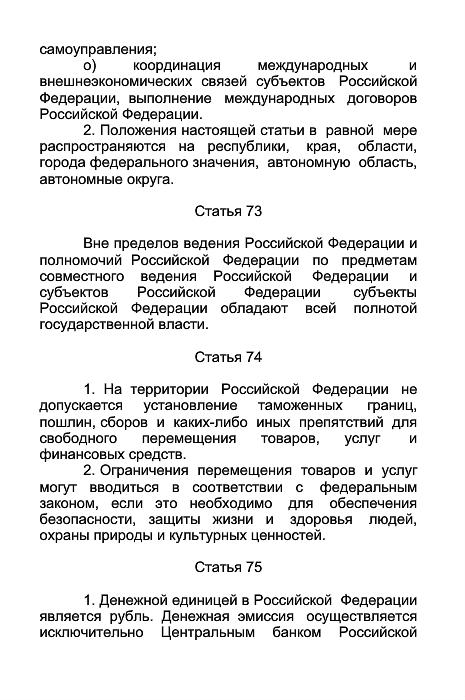 самоуправления;
о) координация международных и
внешнеэкономических связей субъектов Российской
Федерации, выполнение международных договоров
Российской Федерации.
2. Положения настоящей статьи в равной мере
распространяются на республики, края, области,
города федерального значения, автономную область,
автономные округа.
Статья 73
Вне пределов ведения Российской Федерации и
полномочий Российской Федерации по предметам
совместного ведения Российской Федерации и
субъектов Российской Федерации субъекты
Российской Федерации обладают всей полнотой
государственной власти.
Статья 74
1. На территории Российской Федерации не
допускается установление таможенных границ,
пошлин, сборов и каких-либо иных препятствий для
свободного перемещения товаров, услуг и
финансовых средств.
2. Ограничения перемещения товаров и услуг
могут вводиться в соответствии с федеральным
законом, если это необходимо для обеспечения
безопасности, защиты жизни и здоровья людей,
охраны природы и культурных ценностей.
Статья 75
1. Денежной единицей в Российской Федерации
является рубль. Денежная эмиссия осуществляется
исключительно Центральным банком Российской